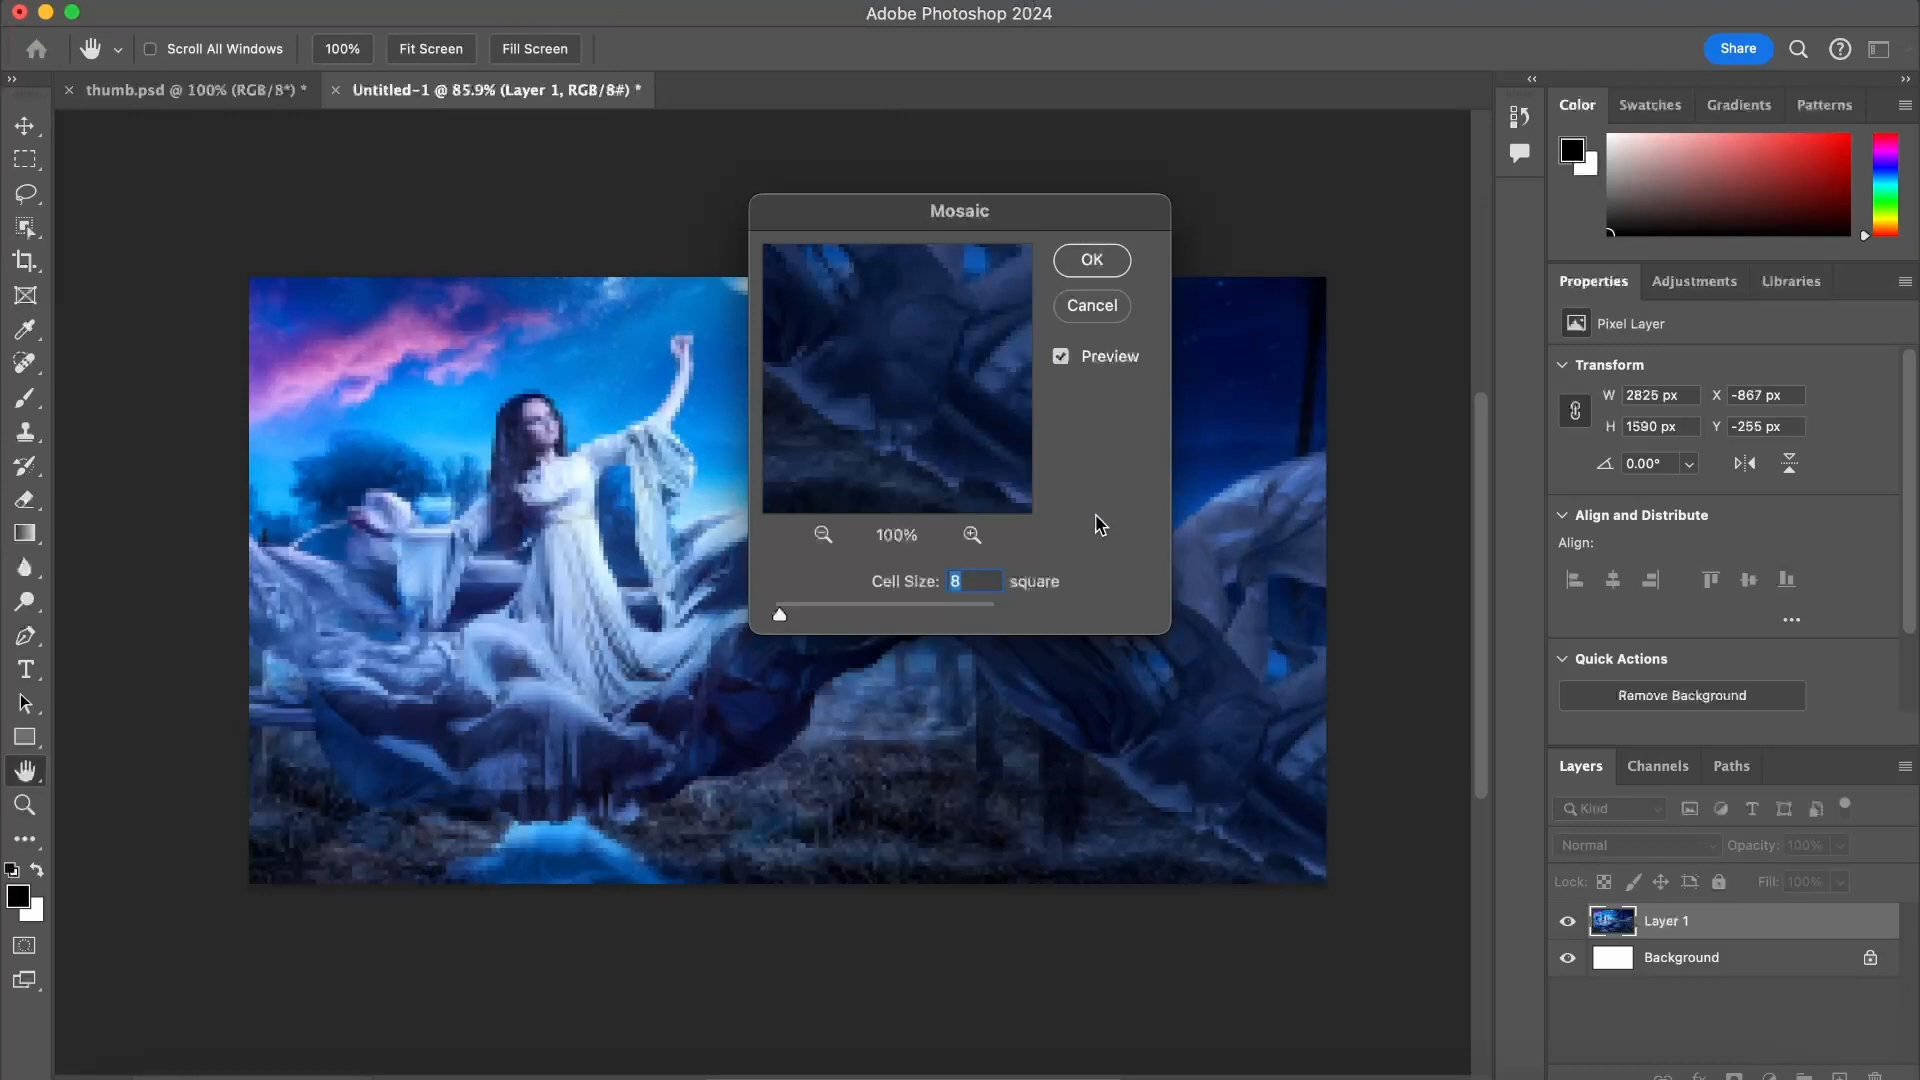 Adobe Photoshop 2024
Scroll All Windows 100% Fit Screen Fill Screen Share
thumb.psd @ 100% (RGB/8*) * Untitled-1 @ 85.9% (Layer 1, RGB/8#) *
Color Swatches Gradients Patterns
Mosaic
OK
Cancel
Preview
100%
Cell Size: 8 square
Properties Adjustments Libraries
Pixel Layer
Transform
W 2825 px X -867 px
H 1590 px Y -255 px
0.00°
Align and Distribute
Align:
Quick Actions
Remove Background
Layers Channels Paths
Kind
Normal Opacity: 100%
Lock: Fill: 100%
Layer 1
Background